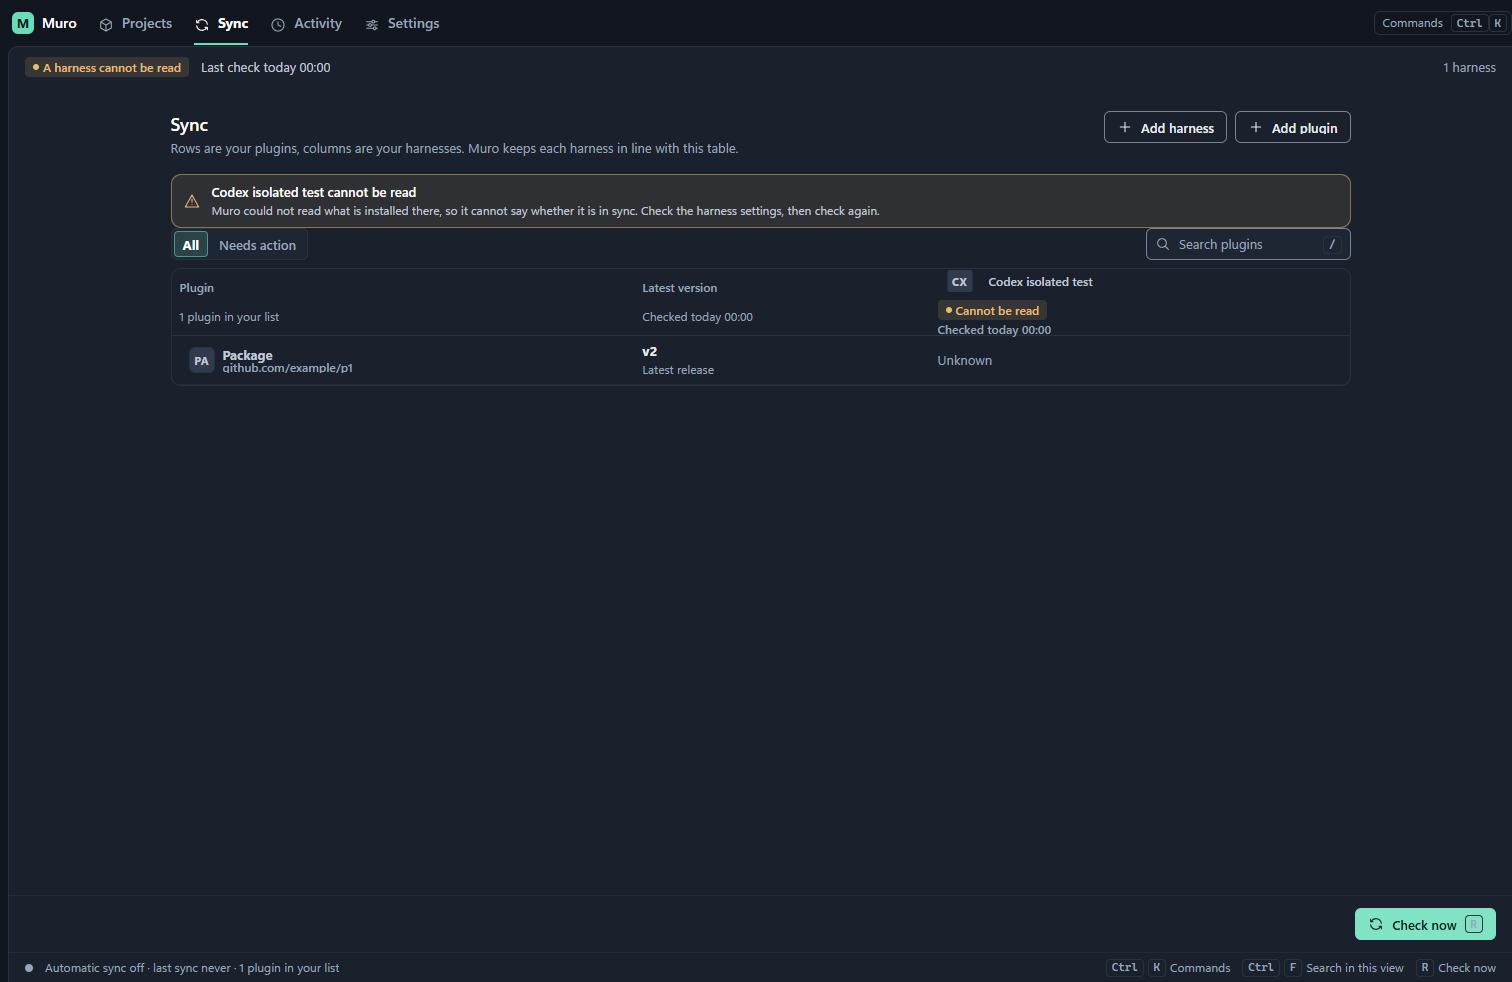 M Muro Projects Sync Activity Settings Commands Ctrl K
A harness cannot be read Last check today 00:00 1 harness
Sync
Add harness Add plugin
Rows are your plugins, columns are your harnesses. Muro keeps each harness in line with this table.
Codex isolated test cannot be read
Muro could not read what is installed there, so it cannot say whether it is in sync. Check the harness settings, then check again.
All Needs action Search plugins /
Plugin Latest version CX Codex isolated test
1 plugin in your list Checked today 00:00 Cannot be read
Checked today 00:00
PA Package v2 Unknown
github.com/example/p1 Latest release
Check now R
Automatic sync off · last sync never · 1 plugin in your list Ctrl K Commands Ctrl F Search in this view R Check now